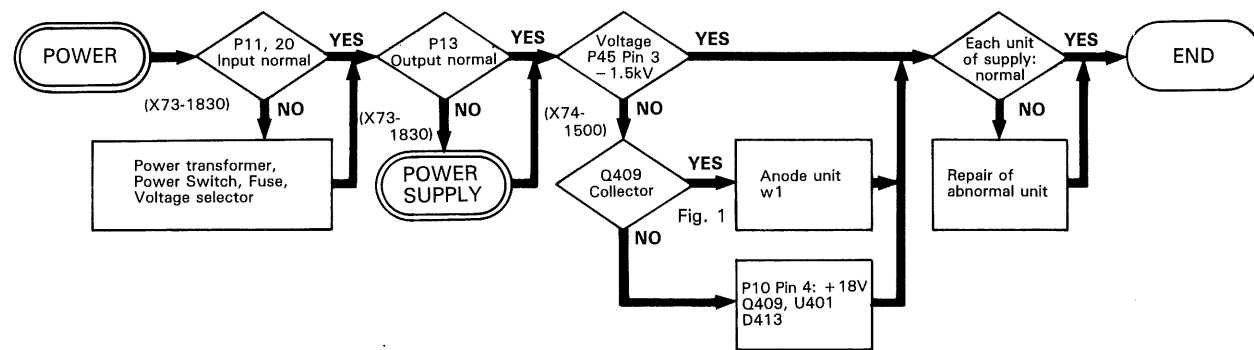 POWER
P11, 20
Input normal
YES
(X73-1830)
NO
Power transformer,
Power Switch, Fuse,
Voltage selector
P13
Output normal
YES
(X73-
1830)
NO
POWER
SUPPLY
Voltage
P45 Pin 3
−1.5kV
YES
(X74-
1500)
NO
Q409
Collector
YES
Fig. 1
NO
Anode unit
w1
P10 Pin 4: +18V
Q409, U401
D413
Each unit
of supply:
normal
YES
NO
Repair of
abnormal unit
END